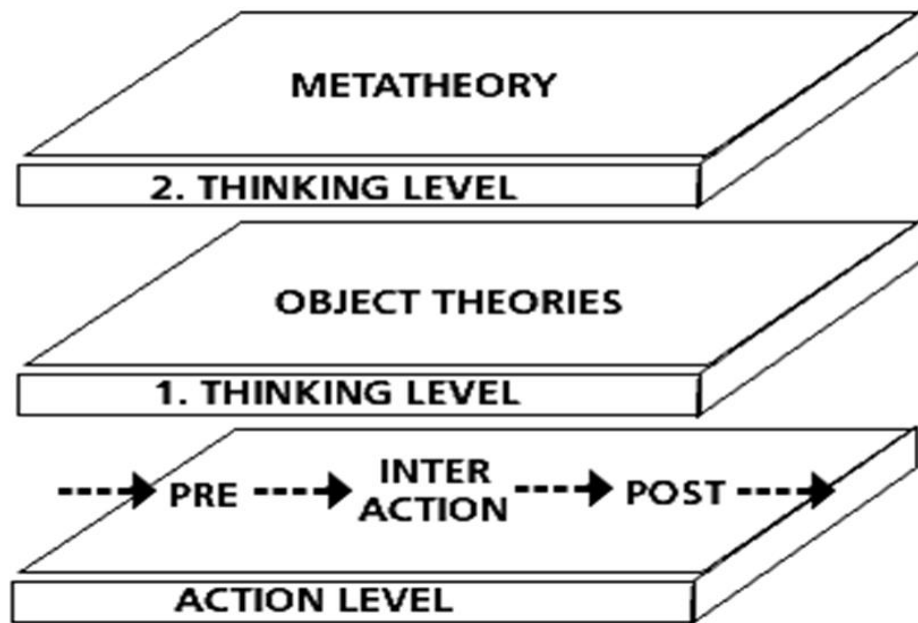 METATHEORY
2. THINKING LEVEL
OBJECT THEORIES
1. THINKING LEVEL
PRE INTER ACTION POST
ACTION LEVEL